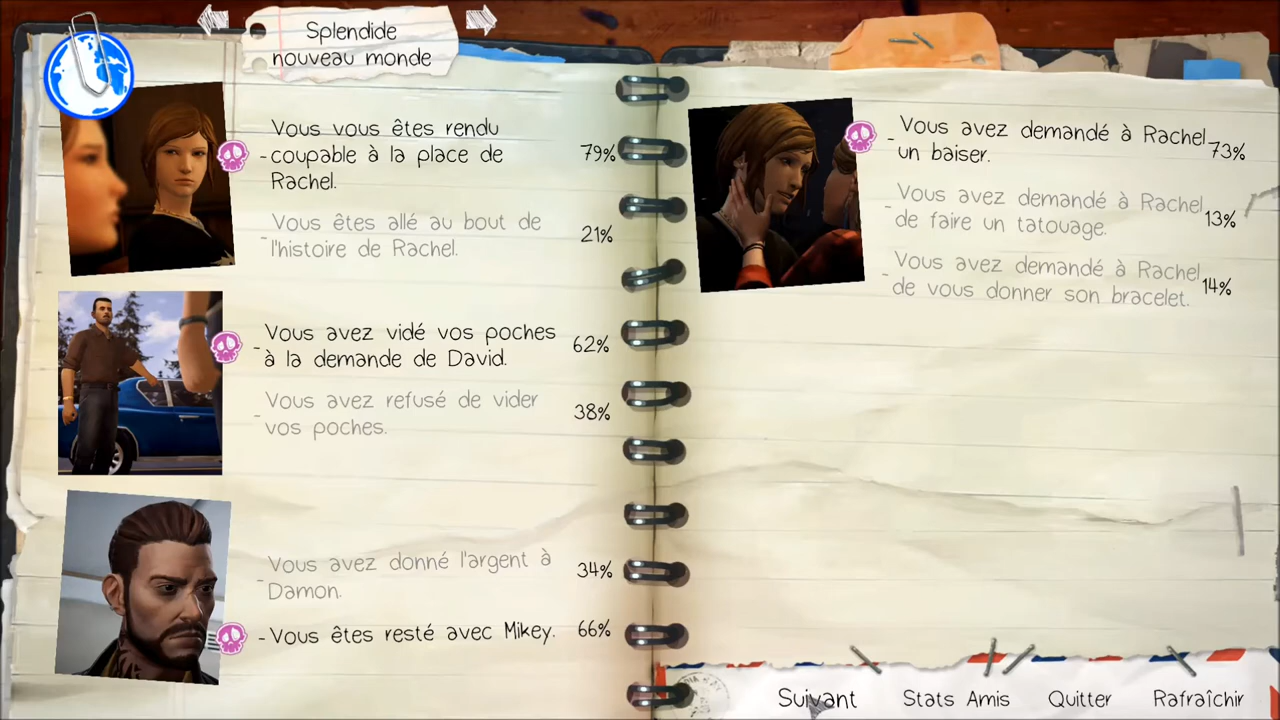 Splendide
nouveau monde
Vous vous êtes rendu
-coupable à la place de
Rachel.
79%
Vous êtes allé au bout de
-l'histoire de Rachel.
21%
- Vous avez vidé vos poches
à la demande de David.
62%
Vous avez refusé de vider
- vos poches.
38%
Vous avez donné l'argent à
- Damon.
34%
-Vous êtes resté avec Mikey.
66%
- Vous avez demandé à Rachel
un baiser.
73%
- Vous avez demandé à Rachel
de faire un tatouage.
13%
- Vous avez demandé à Rachel
de vous donner son bracelet.
14%
Suivant
Stats Amis
Quitter
Rafraîchir